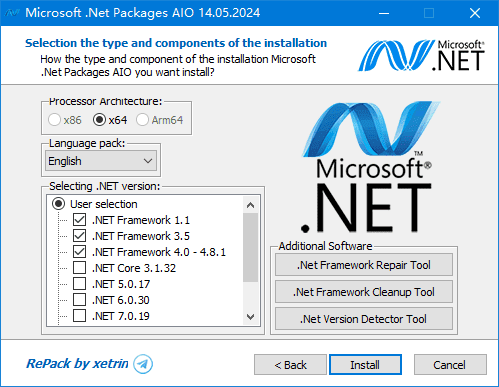 Microsoft .Net Packages AIO 14.05.2024
Selection the type and components of the installation
How the type and component of the installation Microsoft
.Net Packages AIO you want install?
Microsoft®
.NET
Processor Architecture:
x86 x64 Arm64
Language pack:
English
Selecting .NET version:
User selection
.NET Framework 1.1
.NET Framework 3.5
.NET Framework 4.0 - 4.8.1
.NET Core 3.1.32
.NET 5.0.17
.NET 6.0.30
.NET 7.0.19
TM
Microsoft®
.NET
Additional Software
.Net Framework Repair Tool
.Net Framework Cleanup Tool
.Net Version Detector Tool
RePack by xetrin
< Back Install Cancel